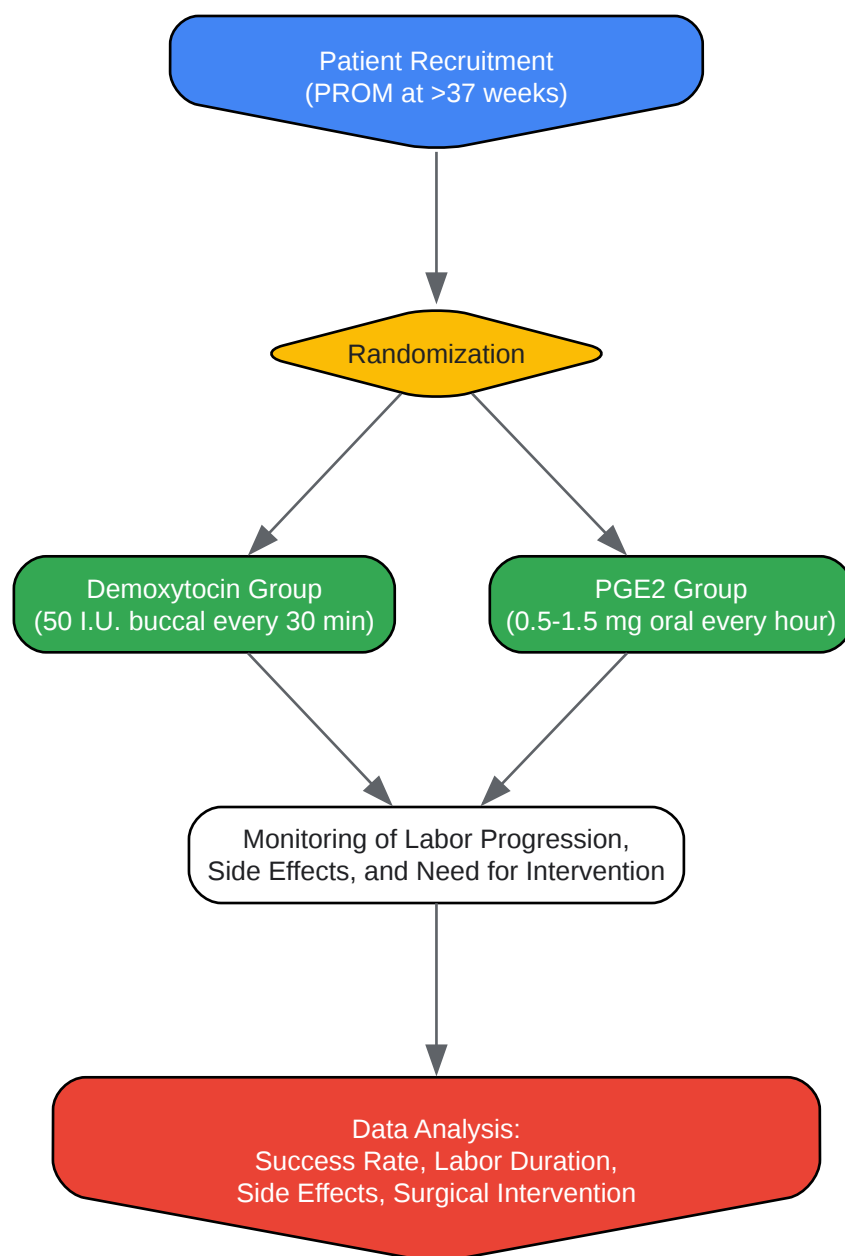 Patient Recruitment
(PROM at >37 weeks)
Randomization
Demoxytocin Group
(50 I.U. buccal every 30 min)
PGE2 Group
(0.5-1.5 mg oral every hour)
Monitoring of Labor Progression,
Side Effects, and Need for Intervention
Data Analysis:
Success Rate, Labor Duration,
Side Effects, Surgical Intervention